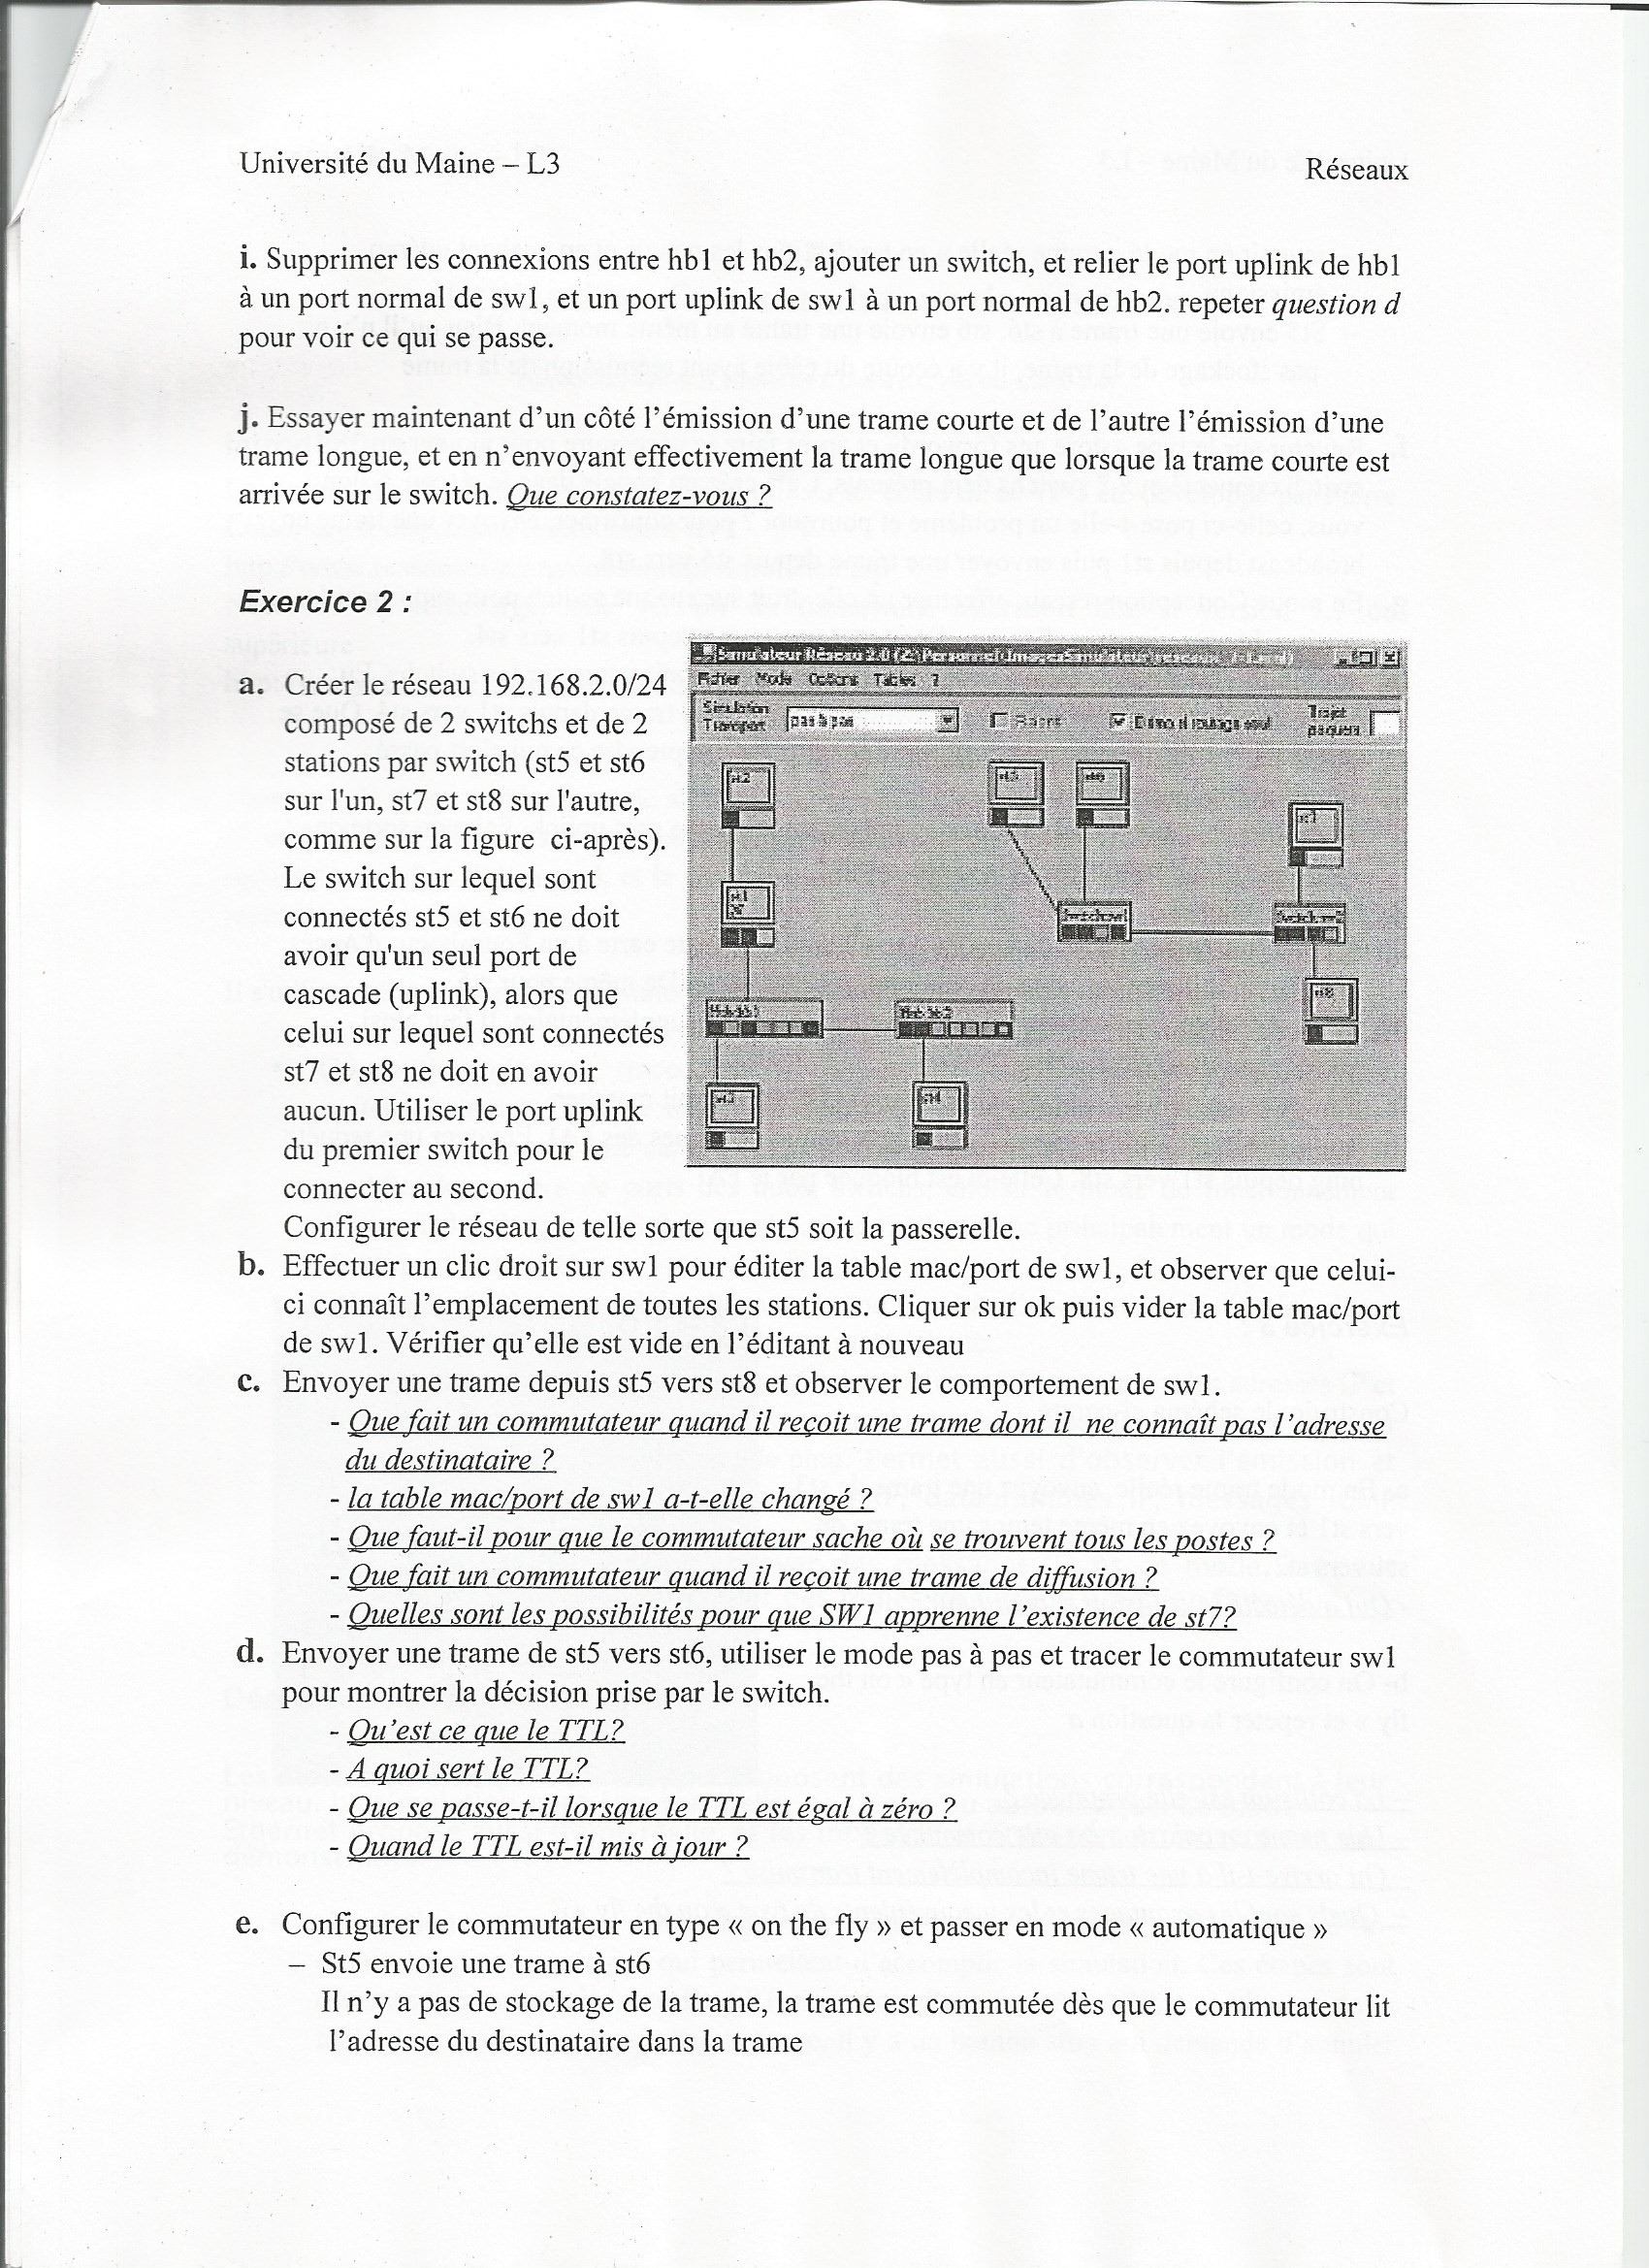 Université du Maine – L3
Réseaux
i. Supprimer les connexions entre hb1 et hb2, ajouter un switch, et relier le port uplink de hb1
à un port normal de sw1, et un port uplink de sw1 à un port normal de hb2. repeter question d
pour voir ce qui se passe.
j. Essayer maintenant d’un côté l’émission d’une trame courte et de l’autre l’émission d’une
trame longue, et en n’envoyant effectivement la trame longue que lorsque la trame courte est
arrivée sur le switch. Que constatez-vous ?
Exercice 2 :
a. Créer le réseau 192.168.2.0/24
composé de 2 switchs et de 2
stations par switch (st5 et st6
sur l'un, st7 et st8 sur l'autre,
comme sur la figure ci-après).
Le switch sur lequel sont
connectés st5 et st6 ne doit
avoir qu'un seul port de
cascade (uplink), alors que
celui sur lequel sont connectés
st7 et st8 ne doit en avoir
aucun. Utiliser le port uplink
du premier switch pour le
connecter au second.
Configurer le réseau de telle sorte que st5 soit la passerelle.
Simulateur Réseau 2.0
Fichier Mode Options Tables ?
Simulation
Transport
pas à pas
Trajet
paquets
b. Effectuer un clic droit sur sw1 pour éditer la table mac/port de sw1, et observer que celui-
ci connaît l’emplacement de toutes les stations. Cliquer sur ok puis vider la table mac/port
de sw1. Vérifier qu’elle est vide en l’éditant à nouveau
c. Envoyer une trame depuis st5 vers st8 et observer le comportement de sw1.
- Que fait un commutateur quand il reçoit une trame dont il ne connaît pas l’adresse
du destinataire ?
- la table mac/port de sw1 a-t-elle changé ?
- Que faut-il pour que le commutateur sache où se trouvent tous les postes ?
- Que fait un commutateur quand il reçoit une trame de diffusion ?
- Quelles sont les possibilités pour que SW1 apprenne l’existence de st7?
d. Envoyer une trame de st5 vers st6, utiliser le mode pas à pas et tracer le commutateur sw1
pour montrer la décision prise par le switch.
- Qu’est ce que le TTL?
- A quoi sert le TTL?
- Que se passe-t-il lorsque le TTL est égal à zéro ?
- Quand le TTL est-il mis à jour ?
e. Configurer le commutateur en type « on the fly » et passer en mode « automatique »
– St5 envoie une trame à st6
Il n’y a pas de stockage de la trame, la trame est commutée dès que le commutateur lit
l’adresse du destinataire dans la trame